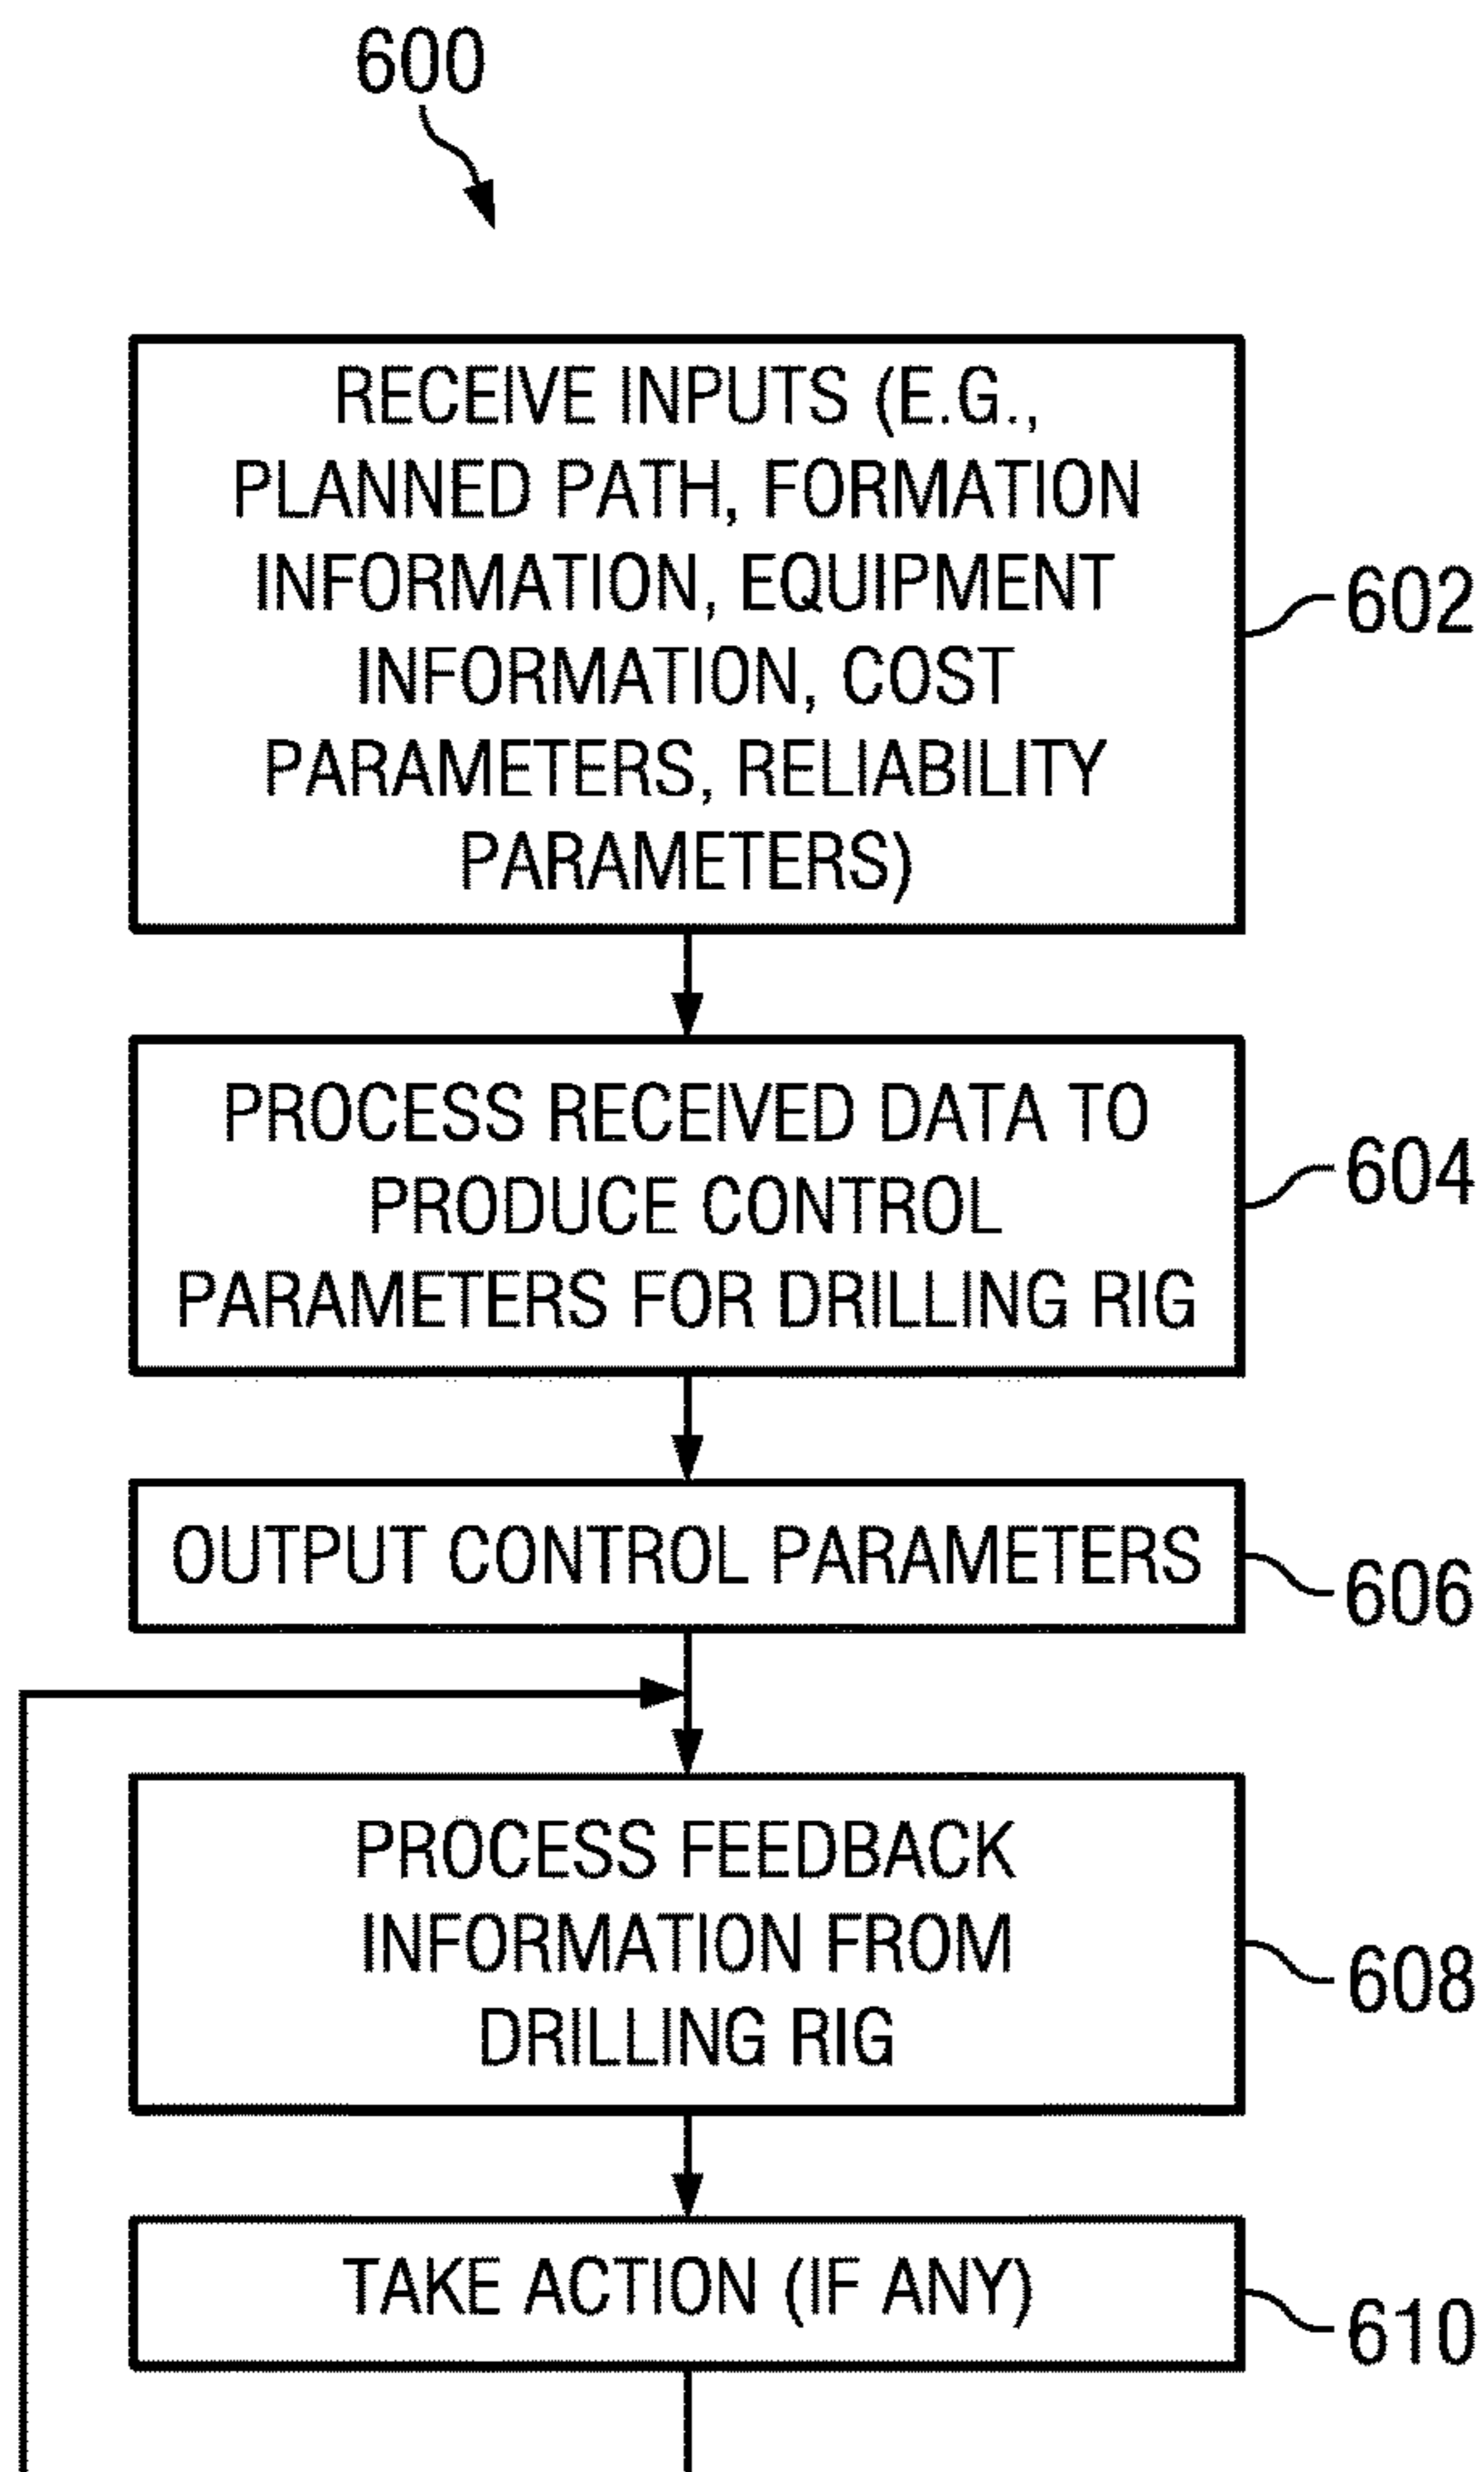 600
RECEIVE INPUTS (E.G.,
PLANNED PATH, FORMATION
INFORMATION, EQUIPMENT
INFORMATION, COST
PARAMETERS, RELIABILITY
PARAMETERS)
602
PROCESS RECEIVED DATA TO
PRODUCE CONTROL
PARAMETERS FOR DRILLING RIG
604
OUTPUT CONTROL PARAMETERS
606
PROCESS FEEDBACK
INFORMATION FROM
DRILLING RIG
608
TAKE ACTION (IF ANY)
610